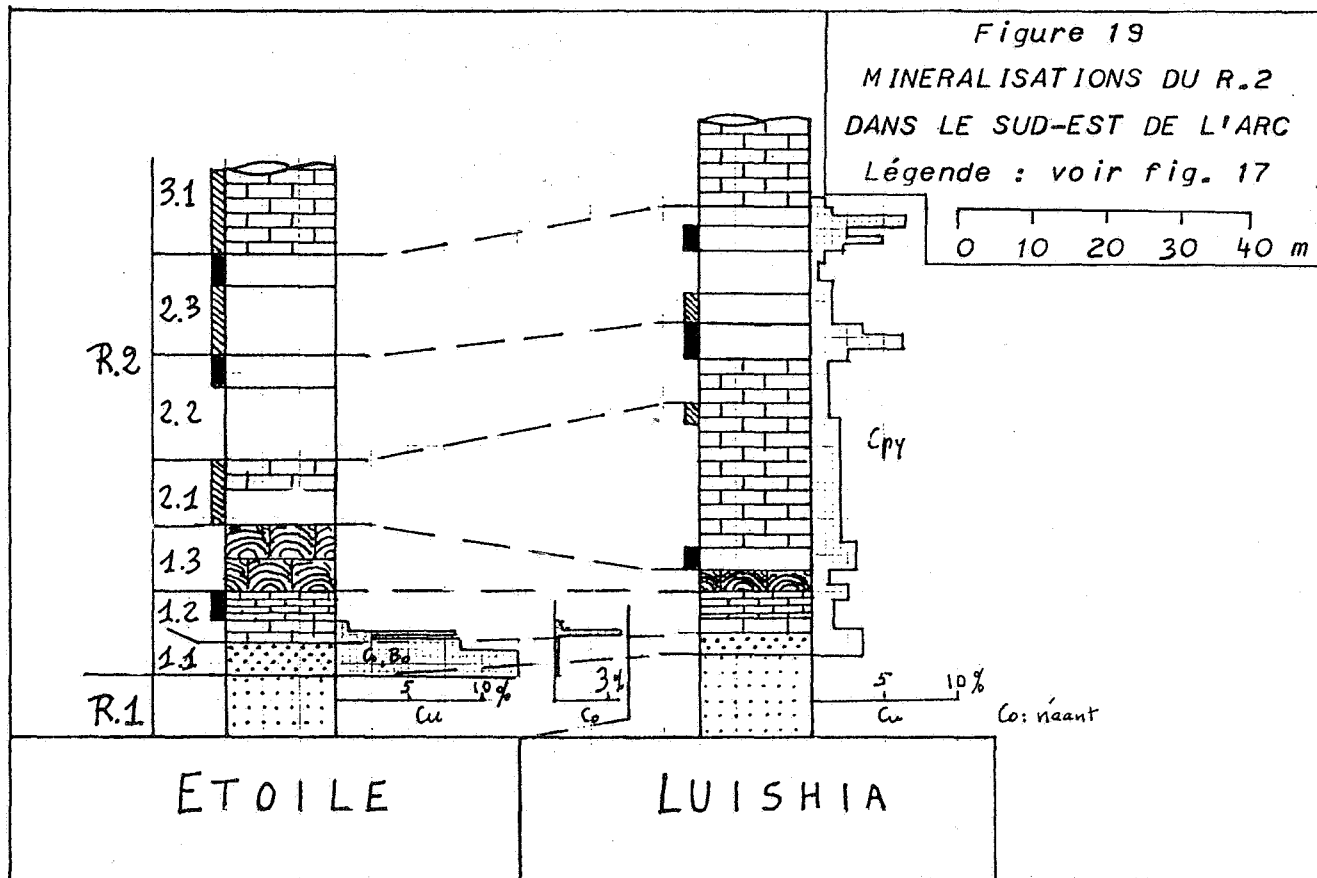 Figure 19
MINERALISATIONS DU R.2
DANS LE SUD-EST DE L'ARC
Légende : voir fig. 17
0 10 20 30 40 m
3.1
2.3
R.2
2.2
2.1
1.3
1.2
1.1
R.1
Bo
5 10%
Cu
3%
Co
Cpy
5 10%
Cu
Co: néant
ETOILE
LUISHIA